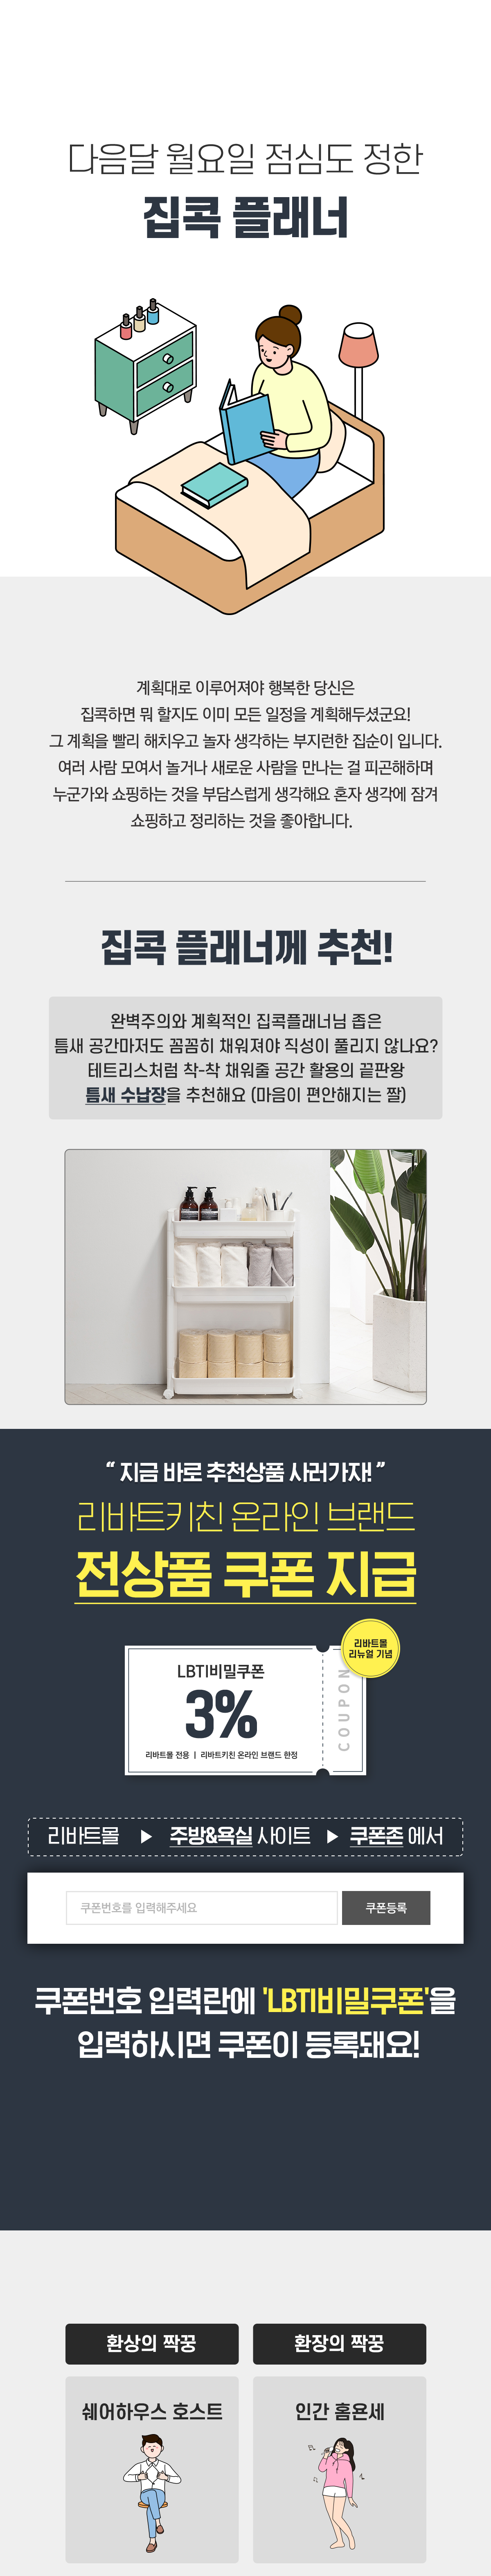 다음달 월요일 점심도 정한
집콕 플래너
계획대로 이루어져야 행복한 당신은
집콕하면 뭐 할지도 이미 모든 일정을 계획해두셨군요!
그 계획을 빨리 해치우고 놀자 생각하는 부지런한 집순이 입니다.
여러 사람 모여서 놀거나 새로운 사람을 만나는 걸 피곤해하며
누군가와 쇼핑하는 것을 부담스럽게 생각해요 혼자 생각에 잠겨
쇼핑하고 정리하는 것을 좋아합니다.
집콕 플래너께 추천!
완벽주의와 계획적인 집콕플래너님 좁은
틈새 공간마저도 꼼꼼히 채워져야 직성이 풀리지 않나요?
테트리스처럼 착-착 채워줄 공간 활용의 끝판왕
틈새 수납장을 추천해요 (마음이 편안해지는 짤)
“ 지금 바로 추천상품 사러가자! ”
리바트키친 온라인 브랜드
전상품 쿠폰 지급
리바트몰
리뉴얼 기념
LBTI비밀쿠폰
3%
리바트몰 전용 | 리바트키친 온라인 브랜드 한정
COUPON
리바트몰 ▶ 주방&욕실 사이트 ▶ 쿠폰존 에서
쿠폰번호를 입력해주세요 쿠폰등록
쿠폰번호 입력란에 'LBTI비밀쿠폰'을
입력하시면 쿠폰이 등록돼요!
환상의 짝꿍 환장의 짝꿍
쉐어하우스 호스트 인간 홈욘세